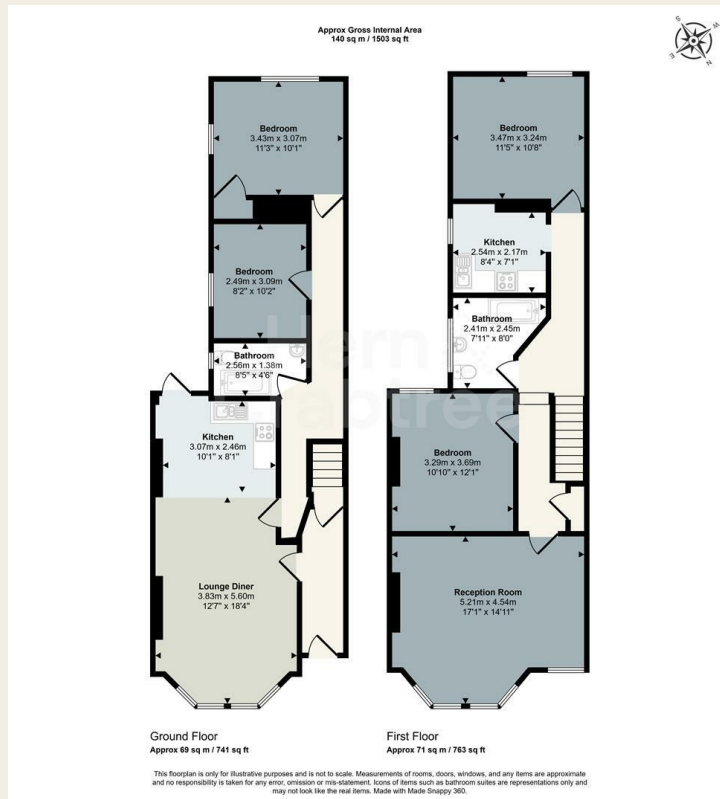 Approx Gross Internal Area
140 sq m / 1503 sq ft
S
W
E
N
Bedroom
3.43m x 3.07m
11'3" x 10'1"
Bedroom
2.49m x 3.09m
8'2" x 10'2"
Bathroom
2.56m x 1.38m
8'5" x 4'6"
Kitchen
3.07m x 2.46m
10'1" x 8'1"
Lounge Diner
3.83m x 5.60m
12'7" x 18'4"
Bedroom
3.47m x 3.24m
11'5" x 10'8"
Kitchen
2.54m x 2.17m
8'4" x 7'1"
Bathroom
2.41m x 2.45m
7'11" x 8'0"
Bedroom
3.29m x 3.69m
10'10" x 12'1"
Reception Room
5.21m x 4.54m
17'1" x 14'11"
Ground Floor
Approx 69 sq m / 741 sq ft
First Floor
Approx 71 sq m / 763 sq ft
This floorplan is only for illustrative purposes and is not to scale. Measurements of rooms, doors, windows, and any items are approximate
and no responsibility is taken for any error, omission or mis-statement. Icons of items such as bathroom suites are representations only and
may not look like the real items. Made with Made Snappy 360.